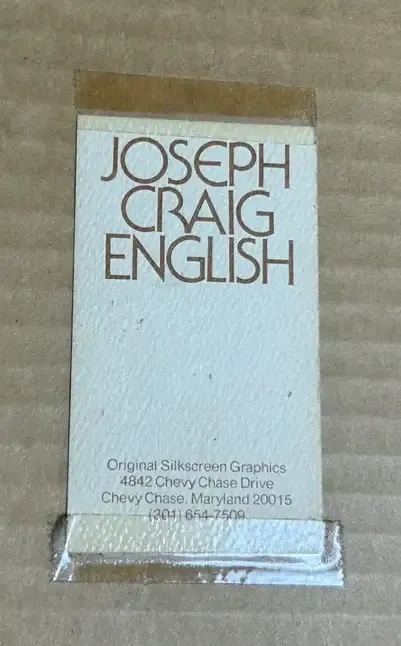 JOSEPH
CRAIG
ENGLISH
Original Silkscreen Graphics
4842 Chevy Chase Drive
Chevy Chase, Maryland 20015
(301) 654-7509